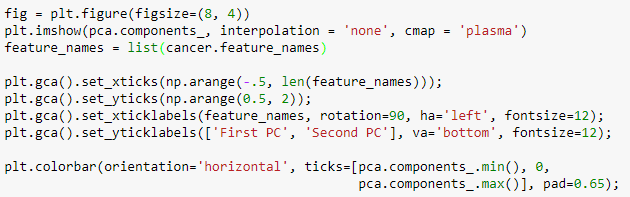 fig = plt.figure(figsize=(8, 4))
plt.imshow(pca.components_, interpolation = 'none', cmap = 'plasma')
feature_names = list(cancer.feature_names)
plt.gca().set_xticks(np.arange(-.5, len(feature_names)));
plt.gca().set_yticks(np.arange(0.5, 2));
plt.gca().set_xticklabels(feature_names, rotation=90, ha='left', fontsize=12);
plt.gca().set_yticklabels(['First PC', 'Second PC'], va='bottom', fontsize=12);
plt.colorbar(orientation='horizontal', ticks=[pca.components_.min(), 0,
pca.components_.max()], pad=0.65);